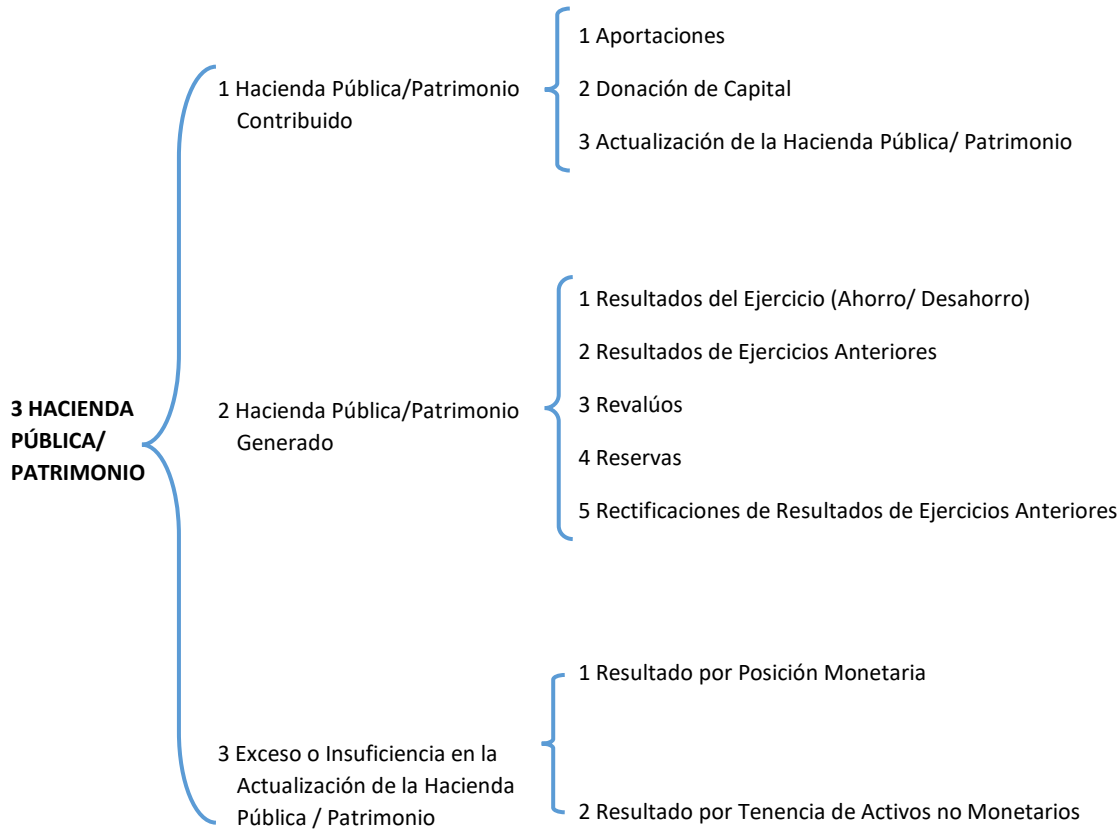 3 HACIENDA
PÚBLICA/
PATRIMONIO
1 Hacienda Pública/Patrimonio
Contribuido
1 Aportaciones
2 Donación de Capital
3 Actualización de la Hacienda Pública/ Patrimonio
2 Hacienda Pública/Patrimonio
Generado
1 Resultados del Ejercicio (Ahorro/ Desahorro)
2 Resultados de Ejercicios Anteriores
3 Revalúos
4 Reservas
5 Rectificaciones de Resultados de Ejercicios Anteriores
3 Exceso o Insuficiencia en la
Actualización de la Hacienda
Pública / Patrimonio
1 Resultado por Posición Monetaria
2 Resultado por Tenencia de Activos no Monetarios